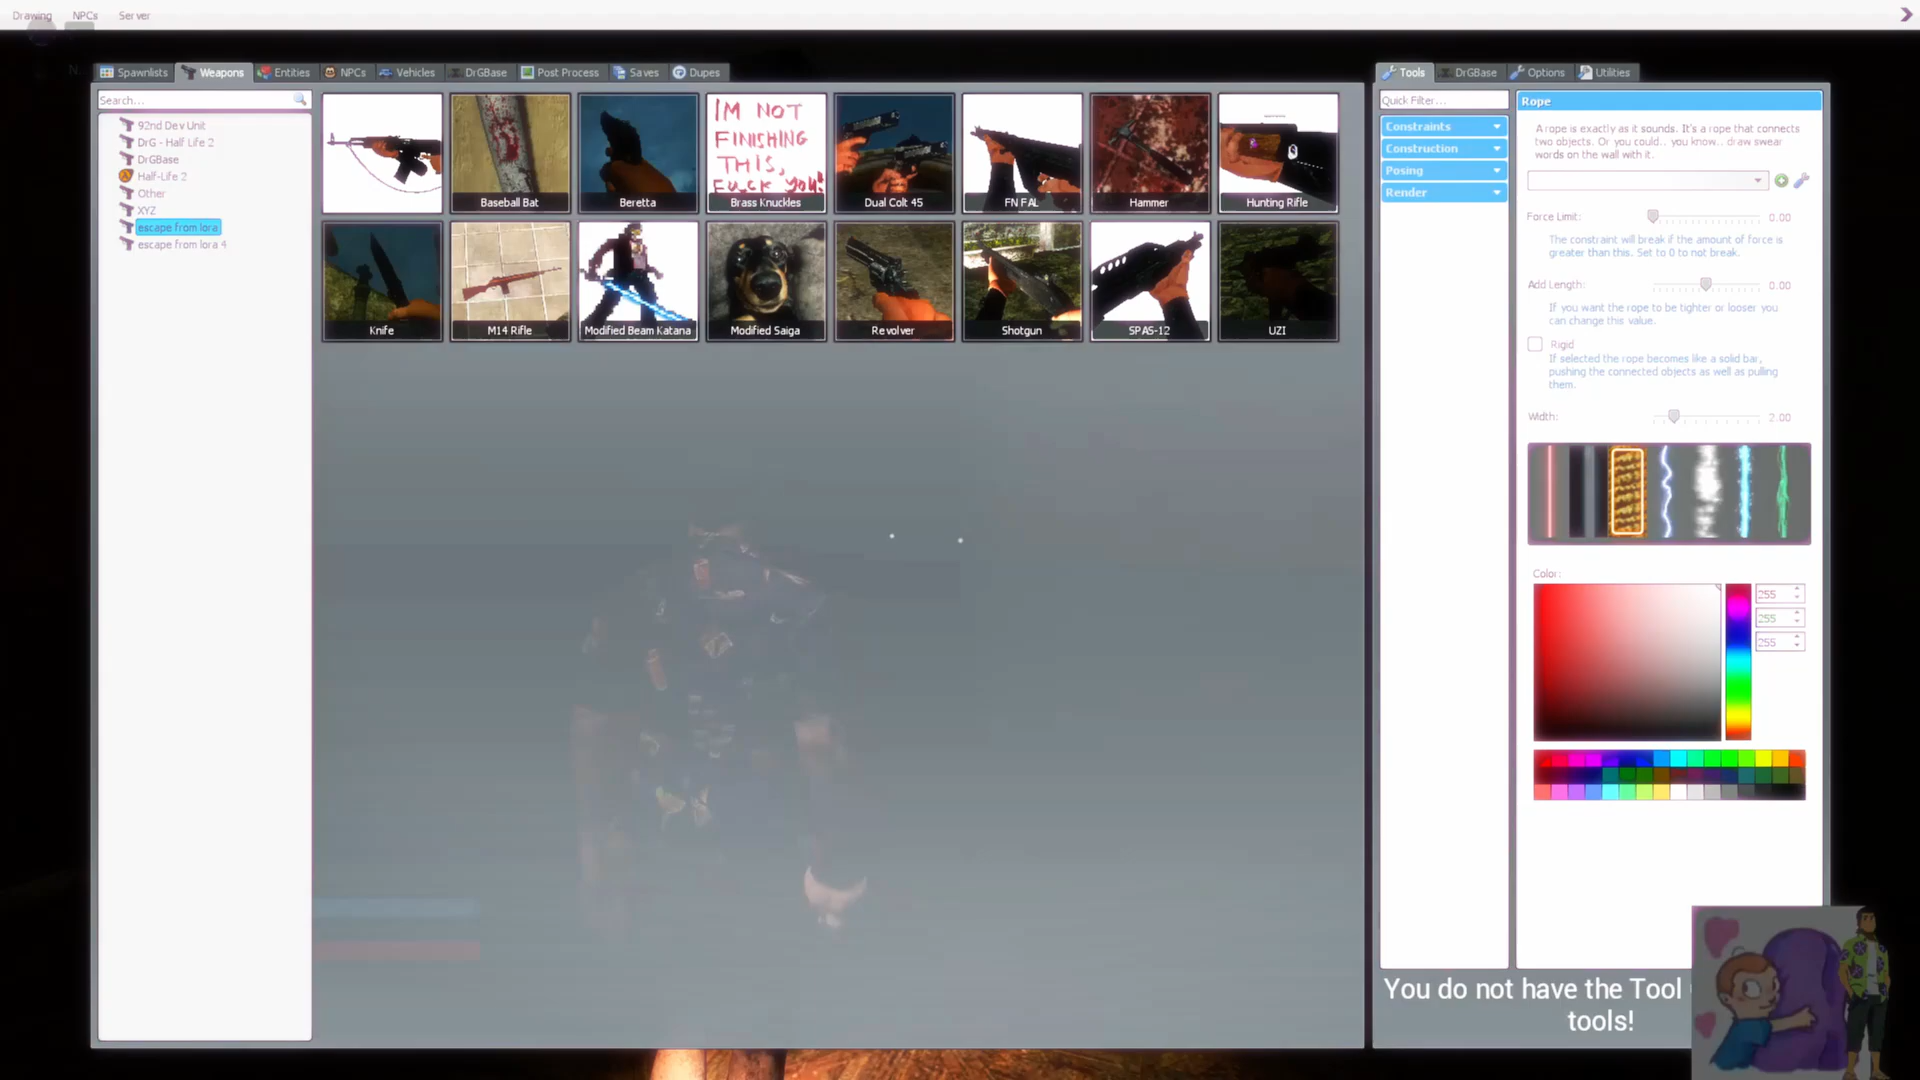 Drawing NPCs Server
Spawnlists Weapons Entities NPCs Vehicles DrGBase Post Process Saves Dupes
Search...
92nd Dev Unit
DrG - Half Life 2
DrGBase
Half-Life 2
Other
XYZ
escape from lora
escape from lora 4
IM NOT
FINISHING
THIS,
FUCK YOU!
Baseball Bat Beretta Brass Knuckles Dual Colt 45 FN FAL Hammer Hunting Rifle
Knife M14 Rifle Modified Beam Katana Modified Saiga Revolver Shotgun SPAS-12 UZI
Tools DrGBase Options Utilities
Quick Filter...
Constraints
Construction
Posing
Render
Rope
A rope is exactly as it sounds. It's a rope that connects
two objects. Or you could.. you know.. draw swear
words on the wall with it.
Force Limit: 0.00
The constraint will break if the amount of force is
greater than this. Set to 0 to not break.
Add Length: 0.00
If you want the rope to be tighter or looser you
can change this value.
Rigid
If selected the rope becomes like a solid bar,
pushing the connected objects as well as pulling
them.
Width: 2.00
Color:
255
255
255
You do not have the Tool
tools!